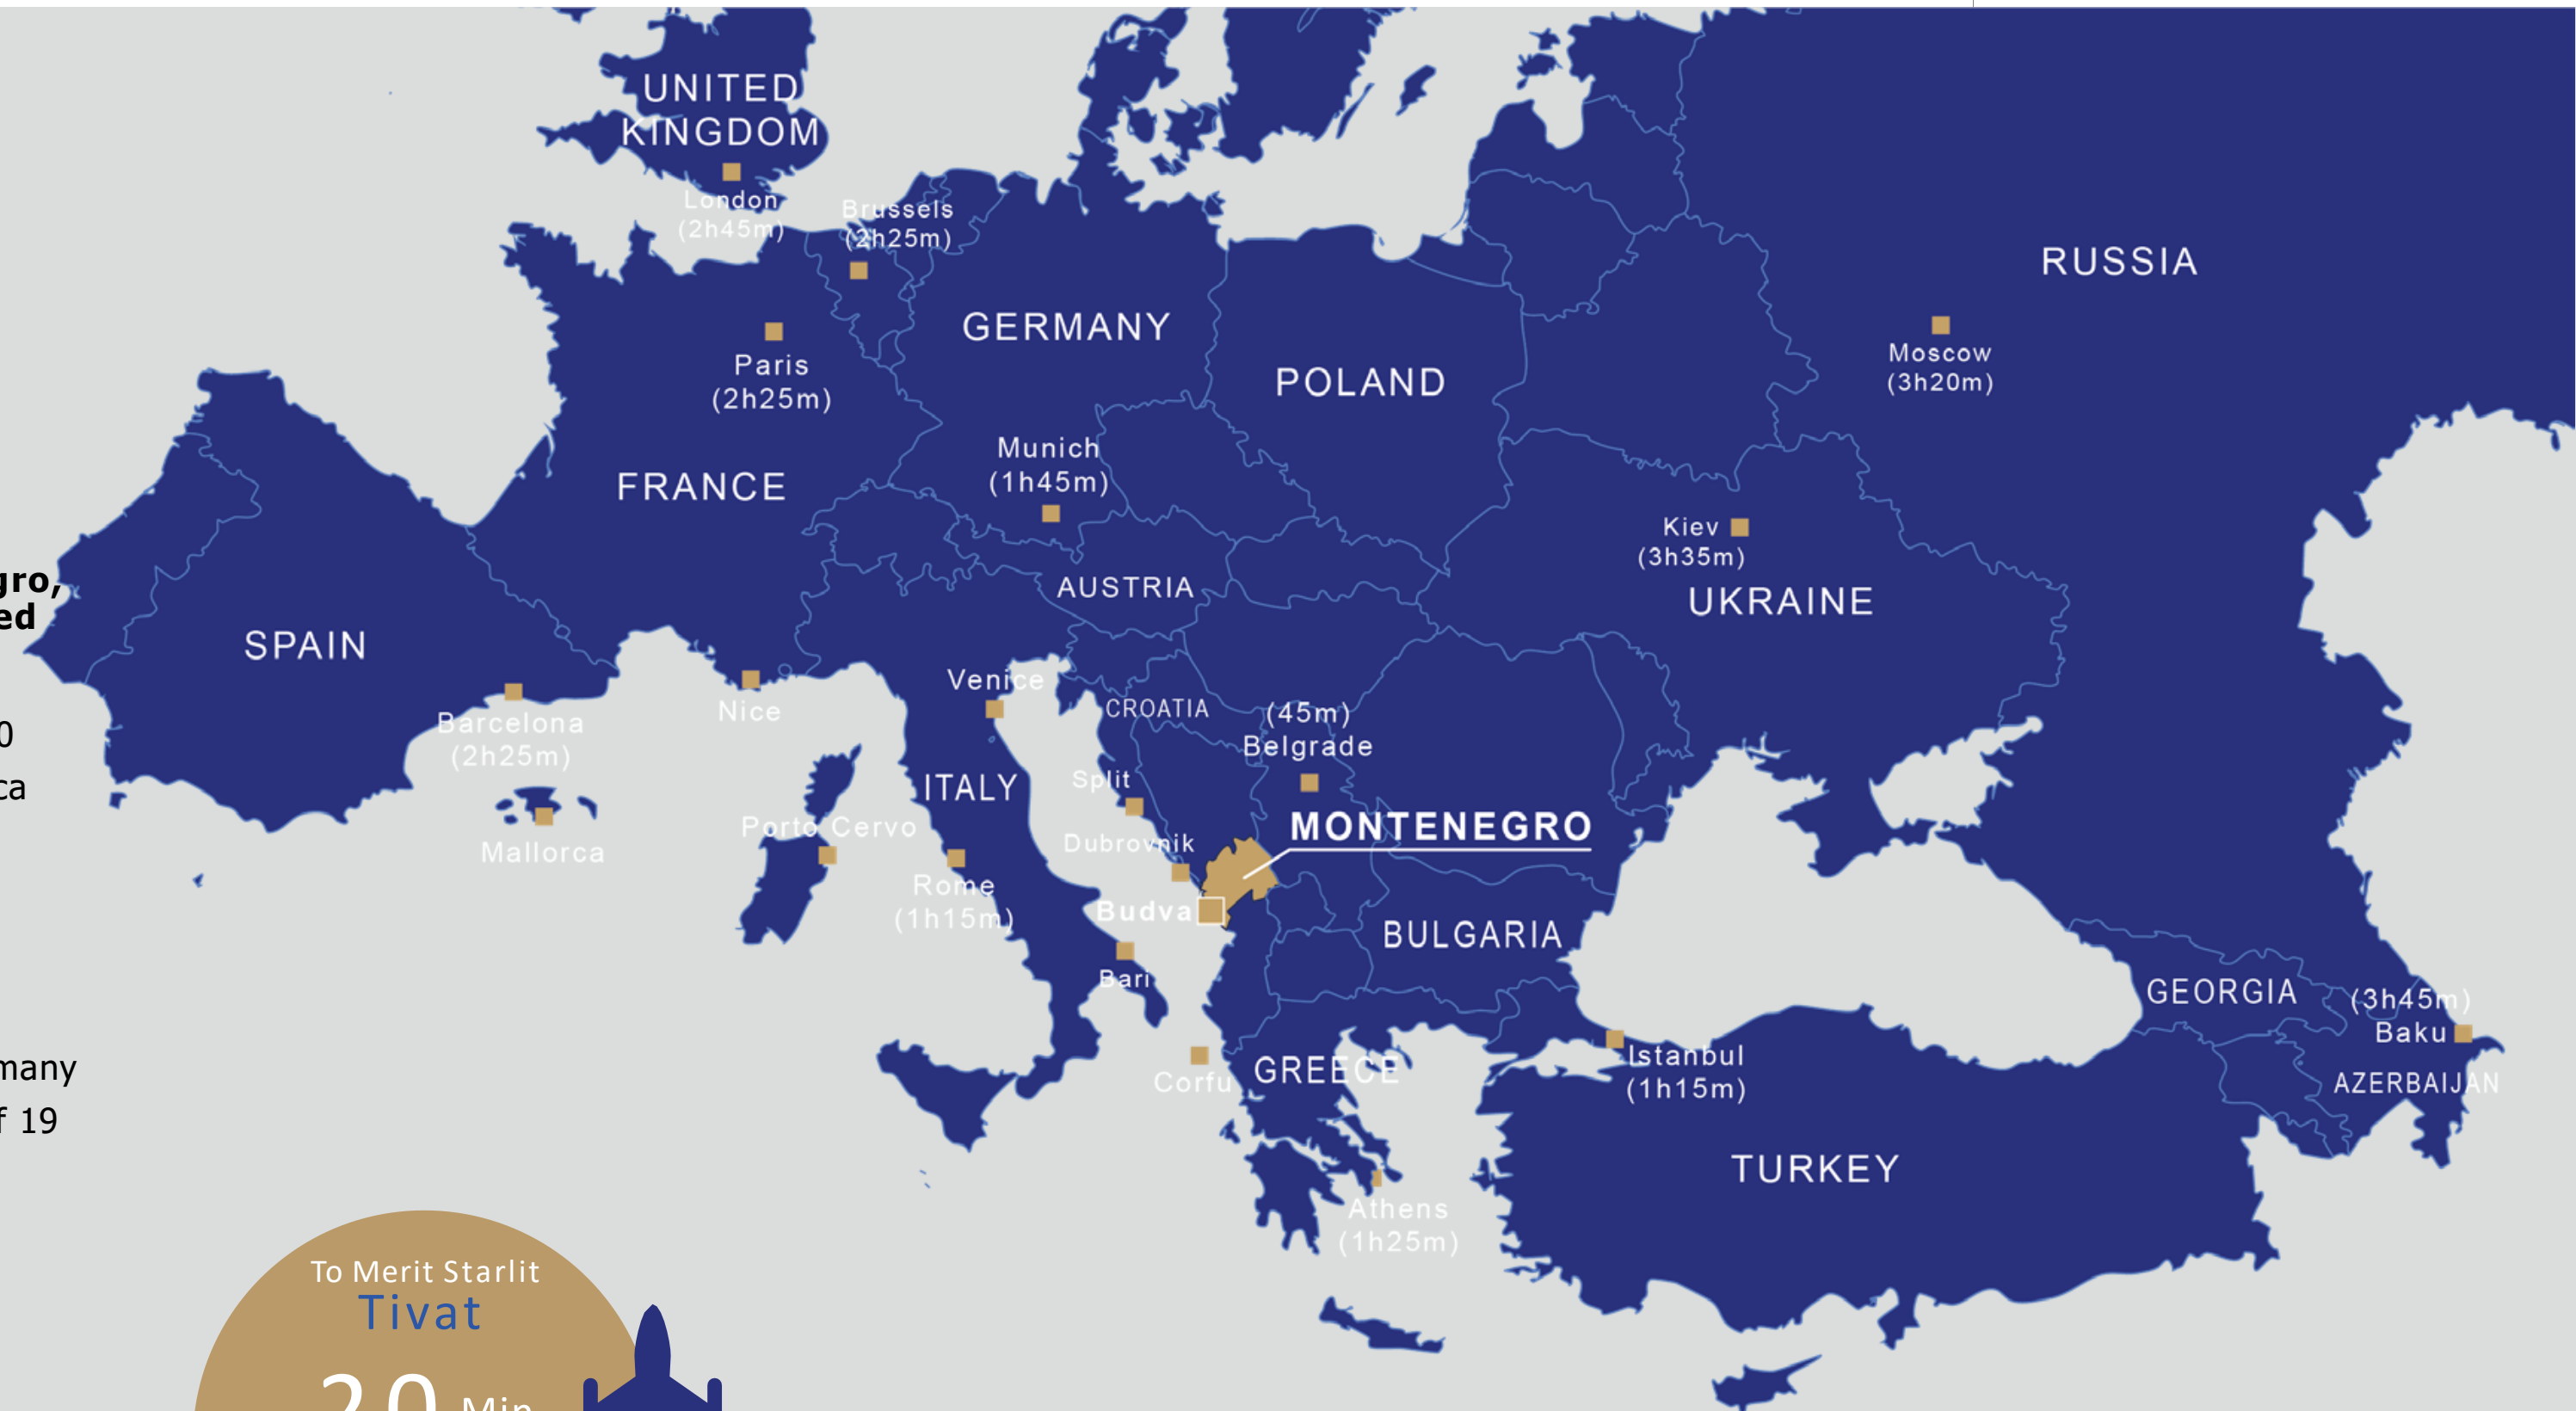 UNITED
KINGDOM
London
(2h45m)
Brussels
(2h25m)
RUSSIA
GERMANY
Moscow
(3h20m)
Paris
(2h25m)
POLAND
Munich
(1h45m)
FRANCE
Kiev
(3h35m)
gro,
AUSTRIA
UKRAINE
ed
SPAIN
Venice
Nice
CROATIA
(45m)
Belgrade
Barcelona
(2h25m)
0
ca
Split
ITALY
Porto Cervo
MONTENEGRO
Mallorca
Dubrovnik
Rome
(1h15m)
Budva
BULGARIA
Bari
GEORGIA
(3h45m)
Baku
Corfu
GREECE
Istanbul
(1h15m)
AZERBAIJAN
many
f 19
TURKEY
Athens
(1h25m)
To Merit Starlit
Tivat
20 Min